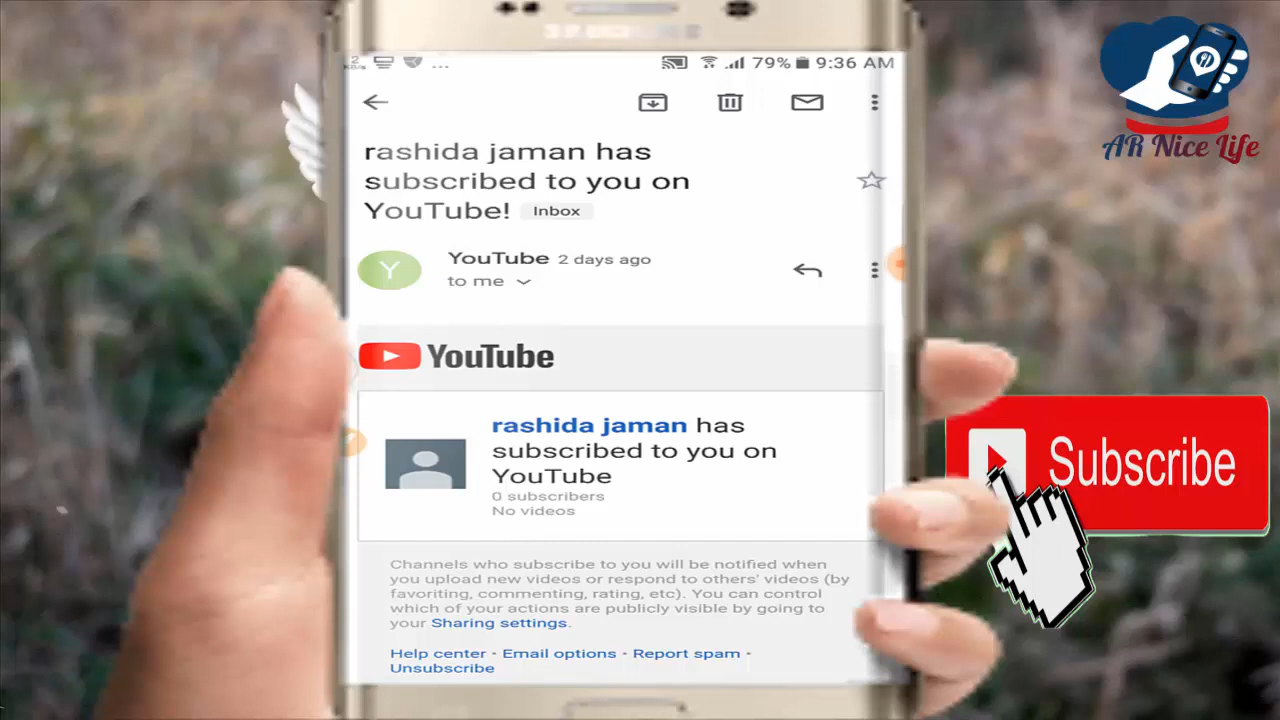 2
KB/s
...
79%
9:36 AM
AR Nice Life
rashida jaman has
subscribed to you on
YouTube!
Inbox
Y
YouTube 2 days ago
to me
YouTube
rashida jaman has
subscribed to you on
YouTube
0 subscribers
No videos
Subscribe
Channels who subscribe to you will be notified when
you upload new videos or respond to others' videos (by
favoriting, commenting, rating, etc). You can control
which of your actions are publicly visible by going to
your Sharing settings.
Help center - Email options - Report spam -
Unsubscribe